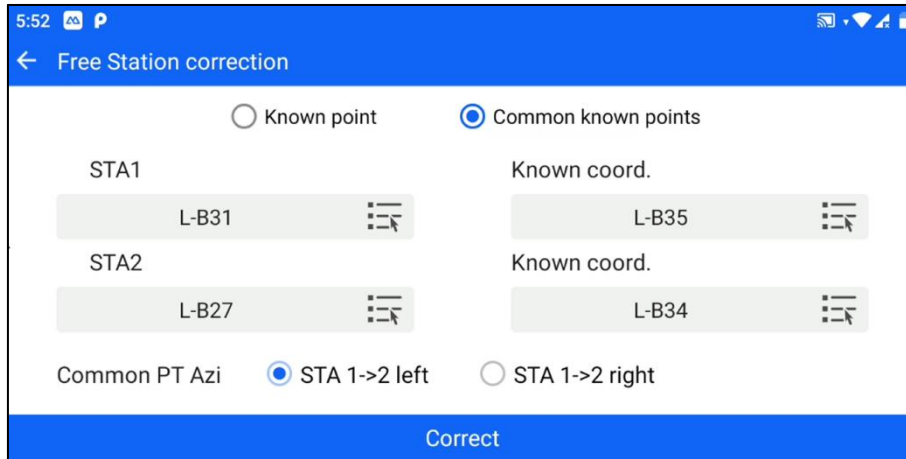 5:52
Free Station correction
Known point Common known points
STA1 Known coord.
L-B31 L-B35
STA2 Known coord.
L-B27 L-B34
Common PT Azi STA 1->2 left STA 1->2 right
Correct